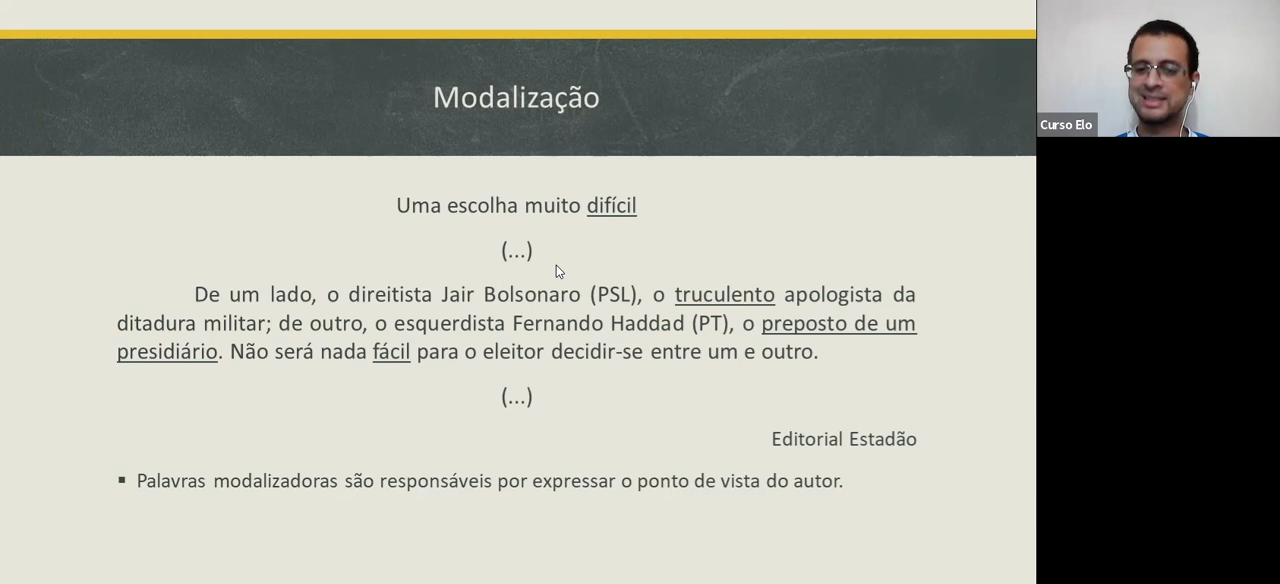 Modalização
Uma escolha muito difícil
(...)
De um lado, o direitista Jair Bolsonaro (PSL), o truculento apologista da
ditadura militar; de outro, o esquerdista Fernando Haddad (PT), o preposto de um
presidiário. Não será nada fácil para o eleitor decidir-se entre um e outro.
(...)
Editorial Estadão
▪ Palavras modalizadoras são responsáveis por expressar o ponto de vista do autor.
Curso Elo